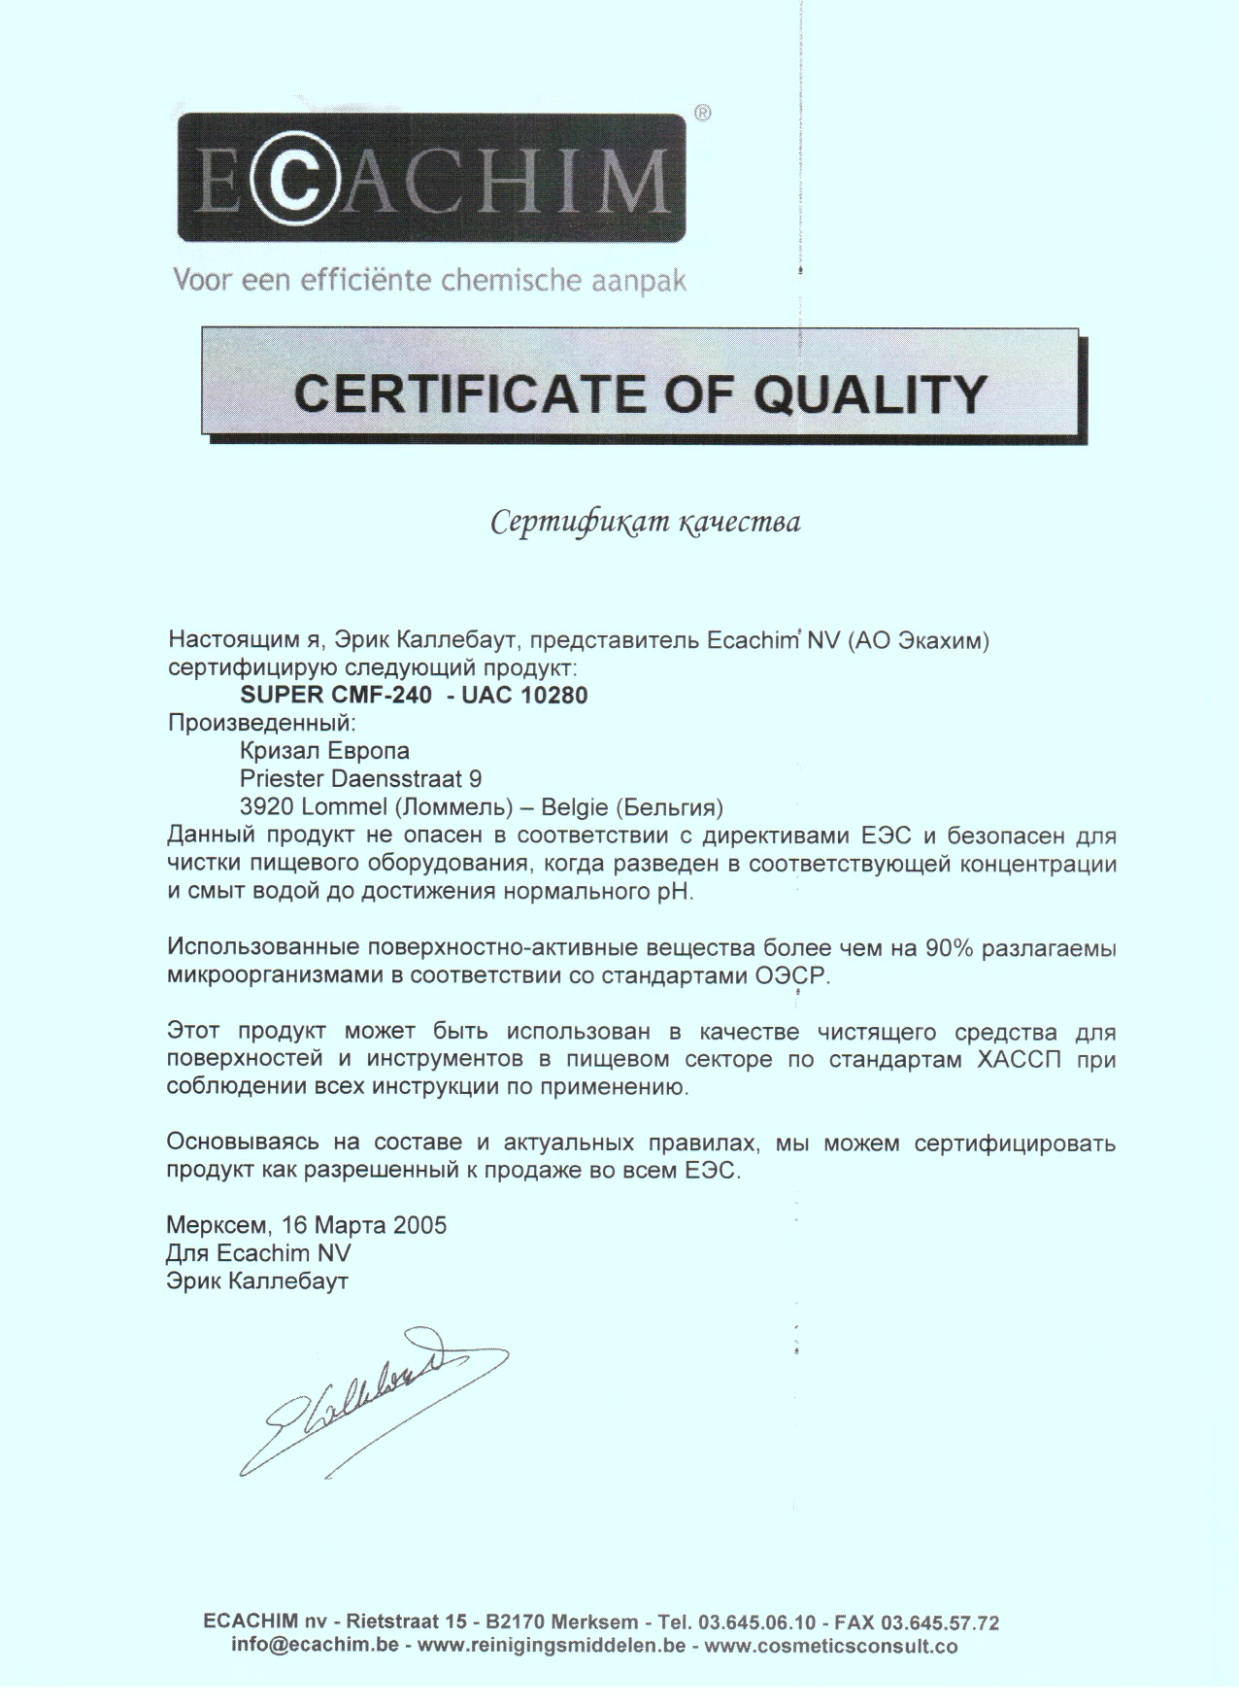 ECACHIM ®
Voor een efficiënte chemische aanpak
CERTIFICATE OF QUALITY
Сертификат качества
Настоящим я, Эрик Каллебаут, представитель Ecachim NV (АО Экахим)
сертифицирую следующий продукт:
SUPER CMF-240 - UAC 10280
Произведенный:
Кризал Европа
Priester Daensstraat 9
3920 Lommel (Ломмель) – Belgie (Бельгия)
Данный продукт не опасен в соответствии с директивами ЕЭС и безопасен для
чистки пищевого оборудования, когда разведен в соответствующей концентрации
и смыт водой до достижения нормального pH.
Использованные поверхностно-активные вещества более чем на 90% разлагаемы
микроорганизмами в соответствии со стандартами ОЭСР.
Этот продукт может быть использован в качестве чистящего средства для
поверхностей и инструментов в пищевом секторе по стандартам ХАССП при
соблюдении всех инструкции по применению.
Основываясь на составе и актуальных правилах, мы можем сертифицировать
продукт как разрешенный к продаже во всем ЕЭС.
Мерксем, 16 Марта 2005
Для Ecachim NV
Эрик Каллебаут
ECACHIM nv - Rietstraat 15 - B2170 Merksem - Tel. 03.645.06.10 - FAX 03.645.57.72
info@ecachim.be - www.reinigingsmiddelen.be - www.cosmeticsconsult.co